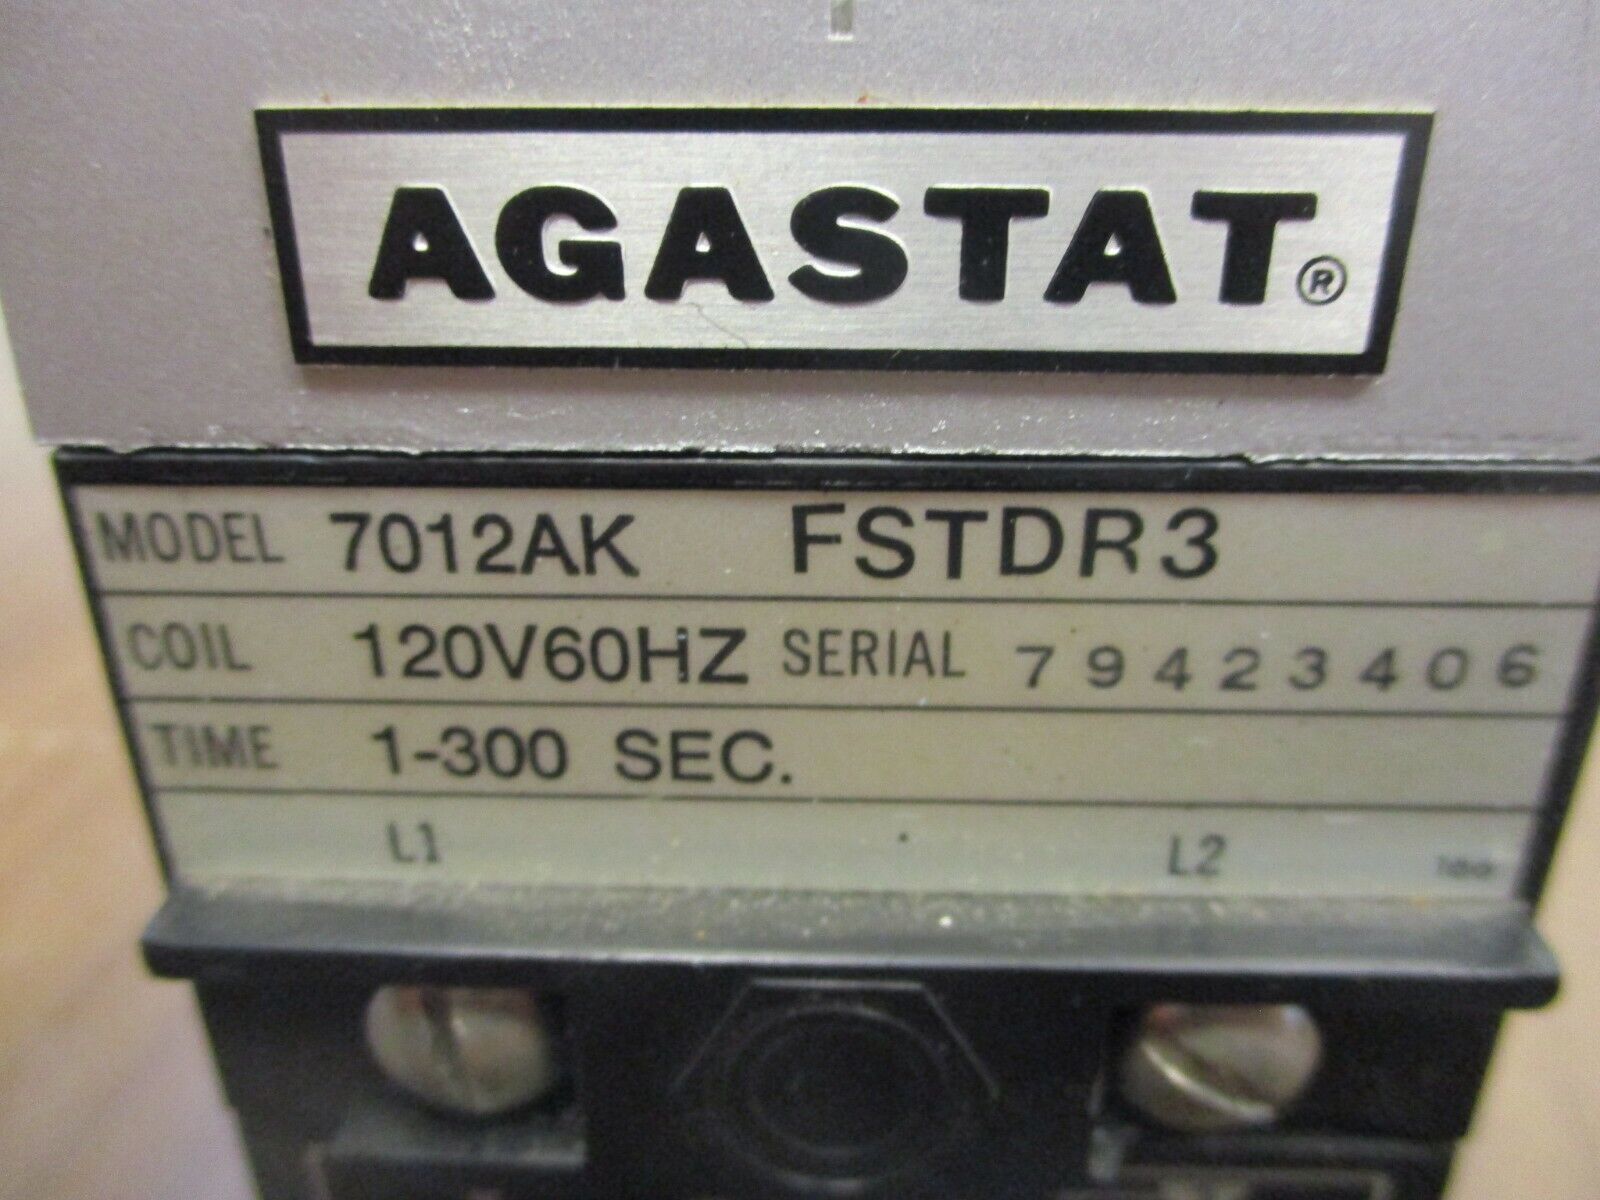 AGASTAT®
MODEL 7012AK FSTDR3
COIL 120V60HZ SERIAL 79423406
TIME 1-300 SEC.
L1 L2